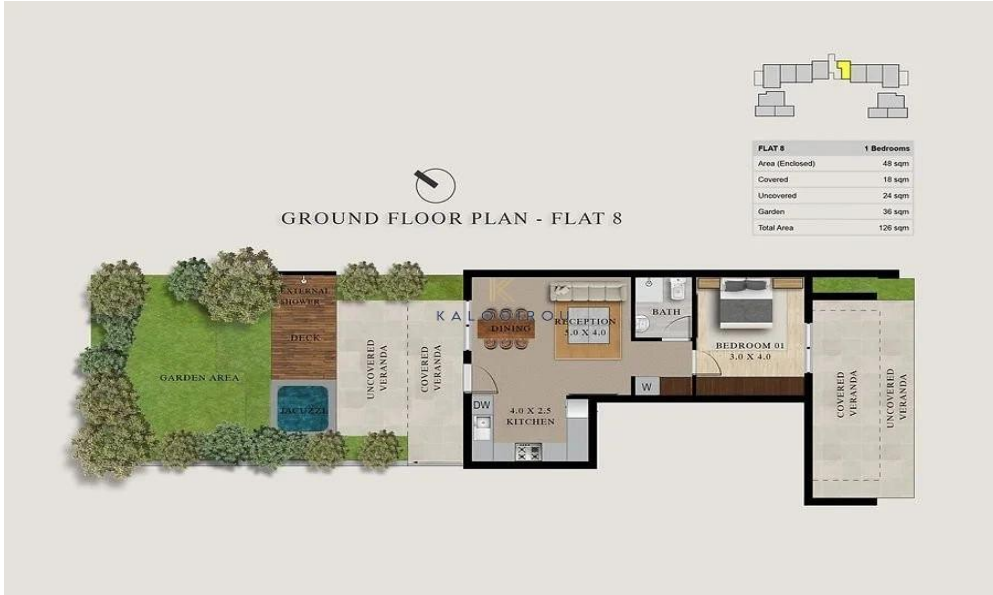 FLAT 8 1 Bedrooms
Area (Enclosed) 48 sqm
Covered 18 sqm
Uncovered 24 sqm
Garden 36 sqm
Total Area 126 sqm
GROUND FLOOR PLAN - FLAT 8
EXTERNAL
SHOWER
DECK
GARDEN AREA
JACUZZI
UNCOVERED
VERANDA
COVERED
VERANDA
K
KALOGIROU
DINING
RECEPTION
5.0 X 4.0
BATH
BEDROOM 01
3.0 X 4.0
W
DW
4.0 X 2.5
KITCHEN
COVERED
VERANDA
UNCOVERED
VERANDA